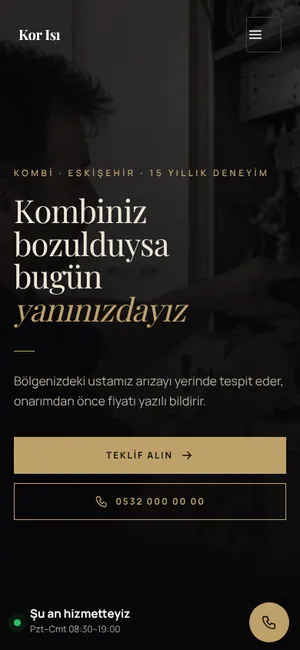 Kor Isı
KOMBİ · ESKİŞEHİR · 15 YILLIK DENEYİM
Kombiniz
bozulduysa
bugün
yanınızdayız
Bölgenizdeki ustamız arızayı yerinde tespit eder,
onarımdan önce fiyatı yazılı bildirir.
TEKLİF ALIN →
0532 000 00 00
Şu an hizmetteyiz
Pzt–Cmt 08:30–19:00